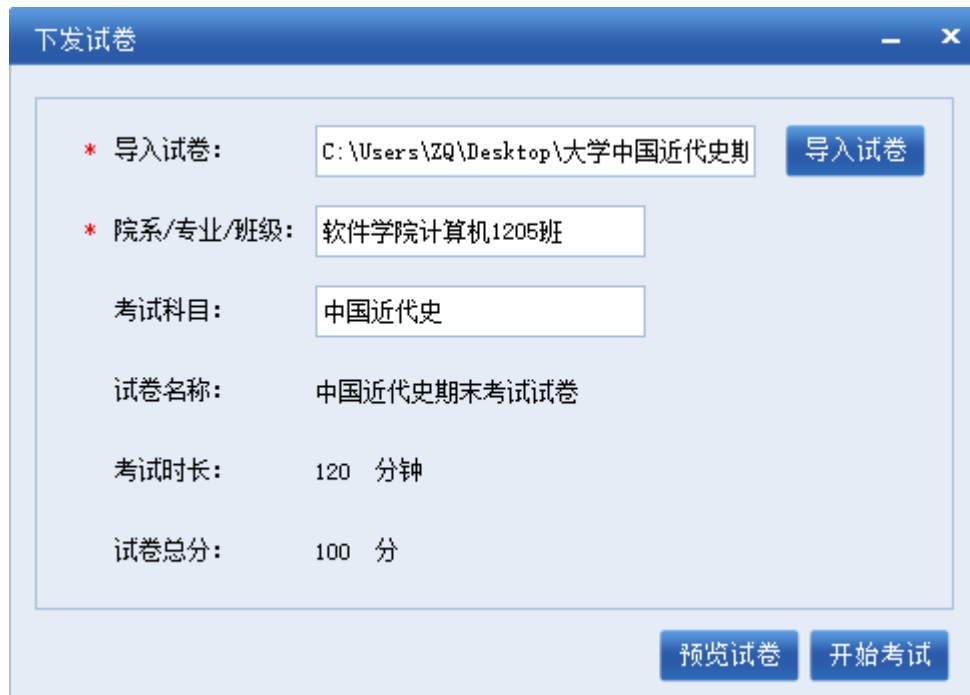 下发试卷
* 导入试卷: C:\Users\ZQ\Desktop\大学中国近代史期 导入试卷
* 院系/专业/班级: 软件学院计算机1205班
考试科目: 中国近代史
试卷名称: 中国近代史期末考试试卷
考试时长: 120 分钟
试卷总分: 100 分
预览试卷 开始考试